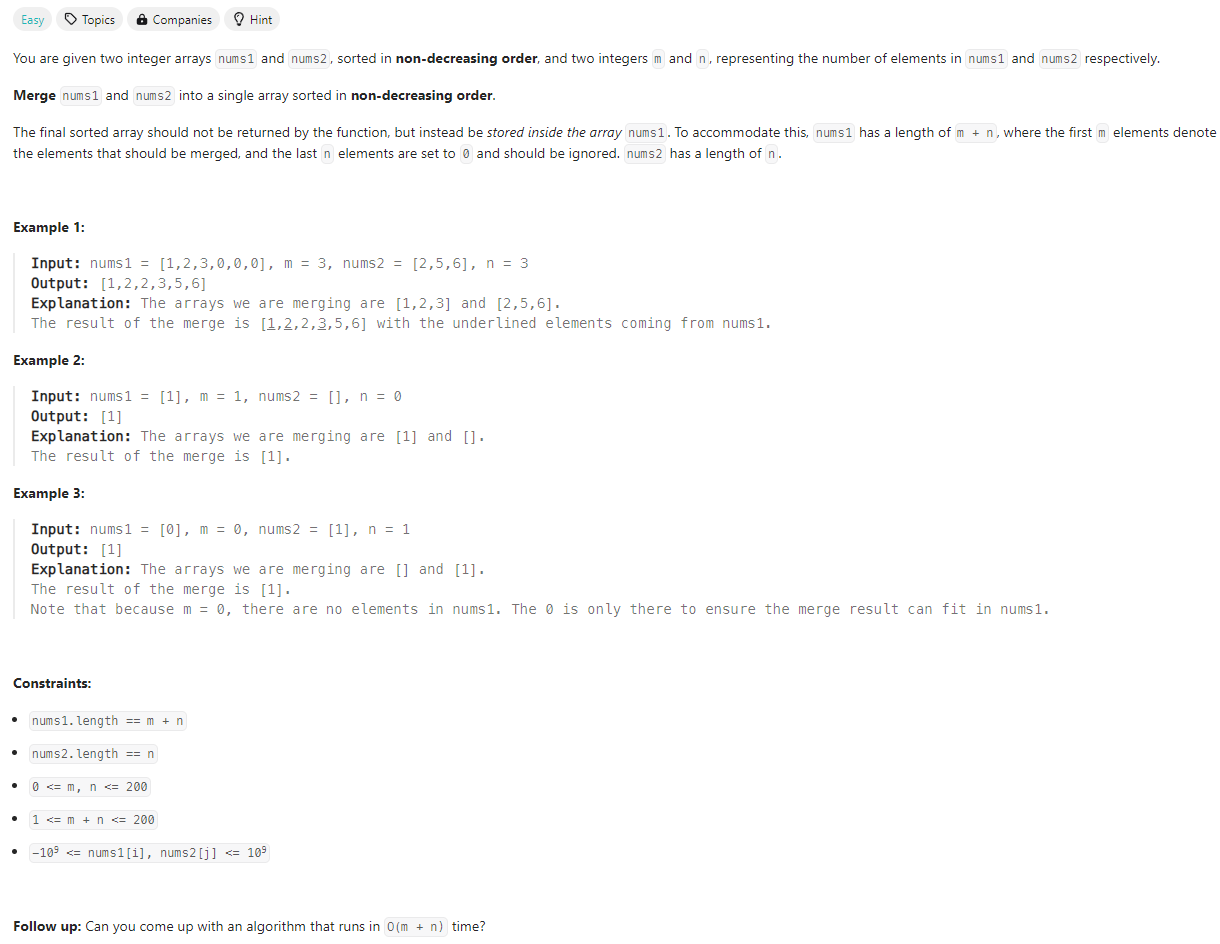 Easy Topics Companies Hint
You are given two integer arrays nums1 and nums2, sorted in non-decreasing order, and two integers m and n, representing the number of elements in nums1 and nums2 respectively.
Merge nums1 and nums2 into a single array sorted in non-decreasing order.
The final sorted array should not be returned by the function, but instead be stored inside the array nums1. To accommodate this, nums1 has a length of m + n, where the first m elements denote
the elements that should be merged, and the last n elements are set to 0 and should be ignored. nums2 has a length of n.
Example 1:
Input: nums1 = [1,2,3,0,0,0], m = 3, nums2 = [2,5,6], n = 3
Output: [1,2,2,3,5,6]
Explanation: The arrays we are merging are [1,2,3] and [2,5,6].
The result of the merge is [1,2,2,3,5,6] with the underlined elements coming from nums1.
Example 2:
Input: nums1 = [1], m = 1, nums2 = [], n = 0
Output: [1]
Explanation: The arrays we are merging are [1] and [].
The result of the merge is [1].
Example 3:
Input: nums1 = [0], m = 0, nums2 = [1], n = 1
Output: [1]
Explanation: The arrays we are merging are [] and [1].
The result of the merge is [1].
Note that because m = 0, there are no elements in nums1. The 0 is only there to ensure the merge result can fit in nums1.
Constraints:
• nums1.length == m + n
• nums2.length == n
• 0 <= m, n <= 200
• 1 <= m + n <= 200
• -10⁹ <= nums1[i], nums2[j] <= 10⁹
Follow up: Can you come up with an algorithm that runs in O(m + n) time?